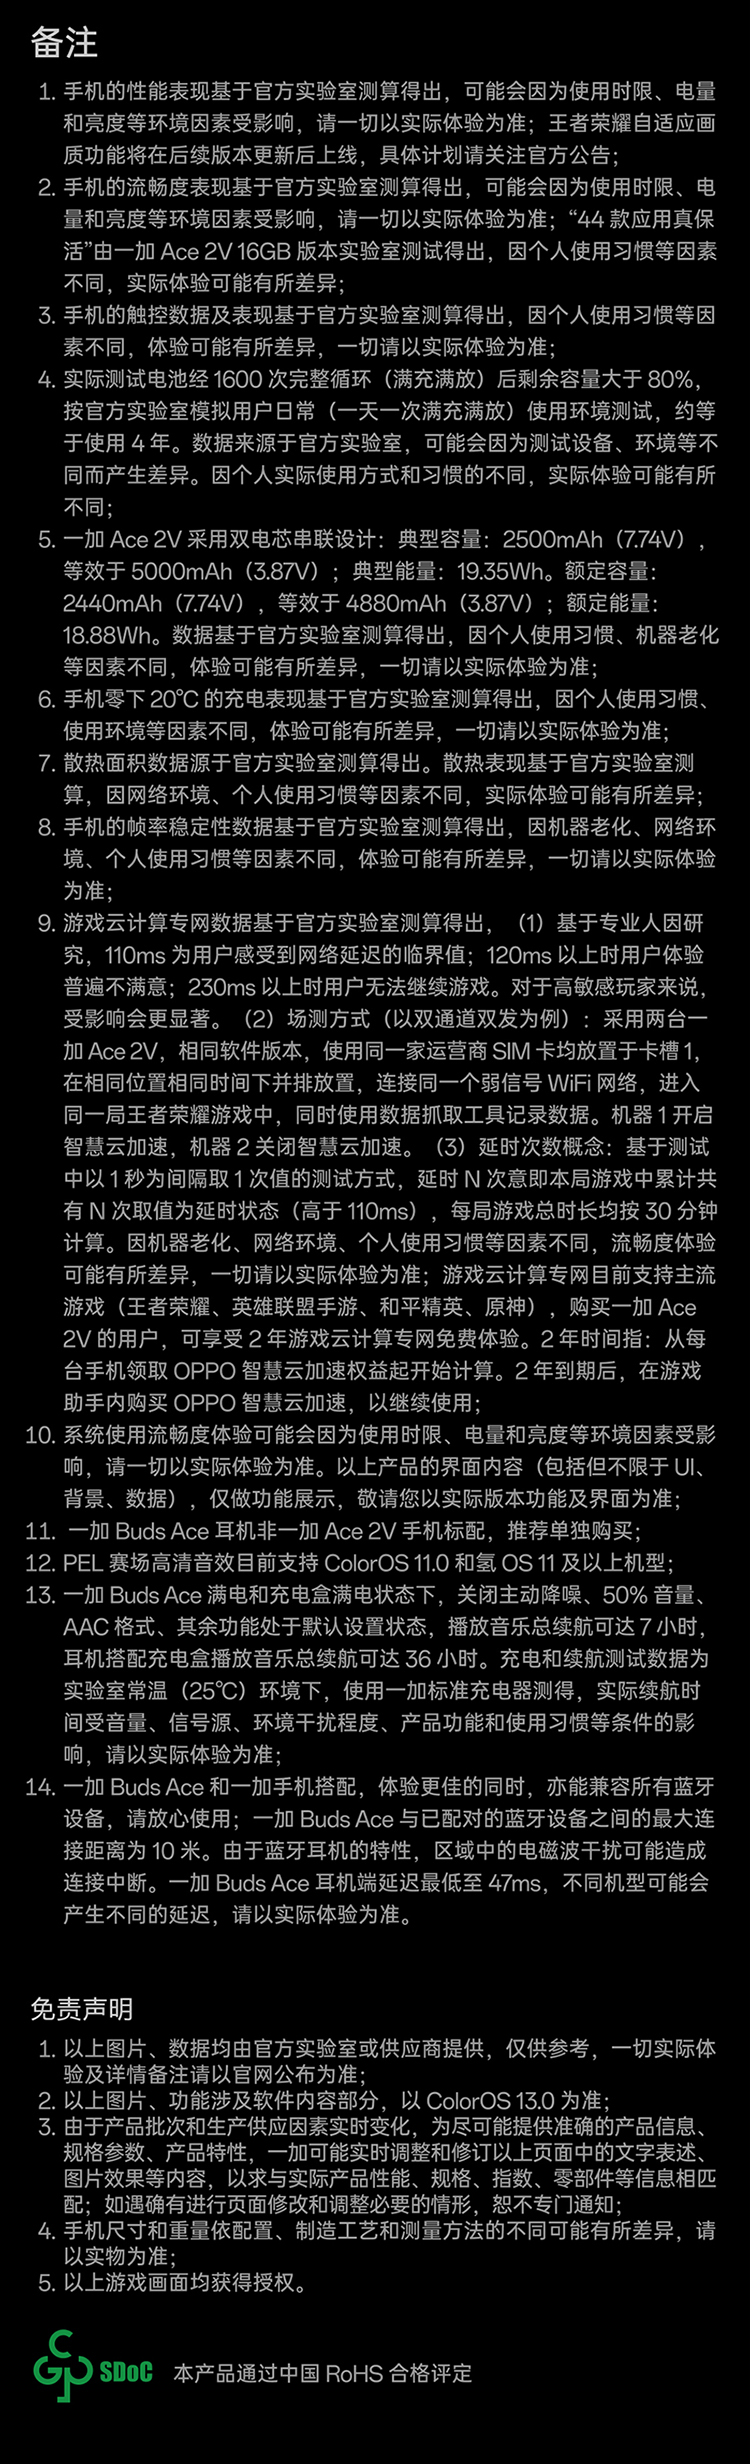 备注
1. 手机的性能表现基于官方实验室测算得出，可能会因为使用时限、电量
和亮度等环境因素受影响，请一切以实际体验为准；王者荣耀自适应画
质功能将在后续版本更新后上线，具体计划请关注官方公告；
2. 手机的流畅度表现基于官方实验室测算得出，可能会因为使用时限、电
量和亮度等环境因素受影响，请一切以实际体验为准；“44 款应用真保
活”由一加 Ace 2V 16GB 版本实验室测试得出，因个人使用习惯等因素
不同，实际体验可能有所差异；
3. 手机的触控数据及表现基于官方实验室测算得出，因个人使用习惯等因
素不同，体验可能有所差异，一切请以实际体验为准；
4. 实际测试电池经 1600 次完整循环（满充满放）后剩余容量大于 80%，
按官方实验室模拟用户日常（一天一次满充满放）使用环境测试，约等
于使用 4 年。数据来源于官方实验室，可能会因为测试设备、环境等不
同而产生差异。因个人实际使用方式和习惯的不同，实际体验可能有所
不同；
5. 一加 Ace 2V 采用双电芯串联设计：典型容量：2500mAh（7.74V），
等效于 5000mAh（3.87V）；典型能量：19.35Wh。额定容量：
2440mAh（7.74V），等效于 4880mAh（3.87V）；额定能量：
18.88Wh。数据基于官方实验室测算得出，因个人使用习惯、机器老化
等因素不同，体验可能有所差异，一切请以实际体验为准；
6. 手机零下 20℃ 的充电表现基于官方实验室测算得出，因个人使用习惯、
使用环境等因素不同，体验可能有所差异，一切请以实际体验为准；
7. 散热面积数据源于官方实验室测算得出。散热表现基于官方实验室测
算，因网络环境、个人使用习惯等因素不同，实际体验可能有所差异；
8. 手机的帧率稳定性数据基于官方实验室测算得出，因机器老化、网络环
境、个人使用习惯等因素不同，体验可能有所差异，一切请以实际体验
为准；
9. 游戏云计算专网数据基于官方实验室测算得出，（1）基于专业人因研
究，110ms 为用户感受到网络延迟的临界值；120ms 以上时用户体验
普遍不满意；230ms 以上时用户无法继续游戏。对于高敏感玩家来说，
受影响会更显著。（2）场测方式（以双通道双发为例）：采用两台一
加 Ace 2V，相同软件版本，使用同一家运营商 SIM 卡均放置于卡槽 1，
在相同位置相同时间下并排放置，连接同一个弱信号 WiFi 网络，进入
同一局王者荣耀游戏中，同时使用数据抓取工具记录数据。机器 1 开启
智慧云加速，机器 2 关闭智慧云加速。（3）延时次数概念：基于测试
中以 1 秒为间隔取 1 次值的测试方式，延时 N 次意即本局游戏中累计共
有 N 次取值为延时状态（高于 110ms），每局游戏总时长均按 30 分钟
计算。因机器老化、网络环境、个人使用习惯等因素不同，流畅度体验
可能有所差异，一切请以实际体验为准；游戏云计算专网目前支持主流
游戏（王者荣耀、英雄联盟手游、和平精英、原神），购买一加 Ace
2V 的用户，可享受 2 年游戏云计算专网免费体验。2 年时间指：从每
台手机领取 OPPO 智慧云加速权益起开始计算。2 年到期后，在游戏
助手内购买 OPPO 智慧云加速，以继续使用；
10. 系统使用流畅度体验可能会因为使用时限、电量和亮度等环境因素受影
响，请一切以实际体验为准。以上产品的界面内容（包括但不限于 UI、
背景、数据），仅做功能展示，敬请您以实际版本功能及界面为准；
11. 一加 Buds Ace 耳机非一加 Ace 2V 手机标配，推荐单独购买；
12. PEL 赛场高清音效目前支持 ColorOS 11.0 和氢 OS 11 及以上机型；
13. 一加 Buds Ace 满电和充电盒满电状态下，关闭主动降噪、50% 音量、
AAC 格式、其余功能处于默认设置状态，播放音乐总续航可达 7 小时，
耳机搭配充电盒播放音乐总续航可达 36 小时。充电和续航测试数据为
实验室常温（25℃）环境下，使用一加标准充电器测得，实际续航时
间受音量、信号源、环境干扰程度、产品功能和使用习惯等条件的影
响，请以实际体验为准；
14. 一加 Buds Ace 和一加手机搭配，体验更佳的同时，亦能兼容所有蓝牙
设备，请放心使用；一加 Buds Ace 与已配对的蓝牙设备之间的最大连
接距离为 10 米。由于蓝牙耳机的特性，区域中的电磁波干扰可能造成
连接中断。一加 Buds Ace 耳机端延迟最低至 47ms，不同机型可能会
产生不同的延迟，请以实际体验为准。
免责声明
1. 以上图片、数据均由官方实验室或供应商提供，仅供参考，一切实际体
验及详情备注请以官网公布为准；
2. 以上图片、功能涉及软件内容部分，以 ColorOS 13.0 为准；
3. 由于产品批次和生产供应因素实时变化，为尽可能提供准确的产品信息、
规格参数、产品特性，一加可能实时调整和修订以上页面中的文字表述、
图片效果等内容，以求与实际产品性能、规格、指数、零部件等信息相匹
配；如遇确有进行页面修改和调整必要的情形，恕不专门通知；
4. 手机尺寸和重量依配置、制造工艺和测量方法的不同可能有所差异，请
以实物为准；
5. 以上游戏画面均获得授权。
CGP SDoC 本产品通过中国 RoHS 合格评定